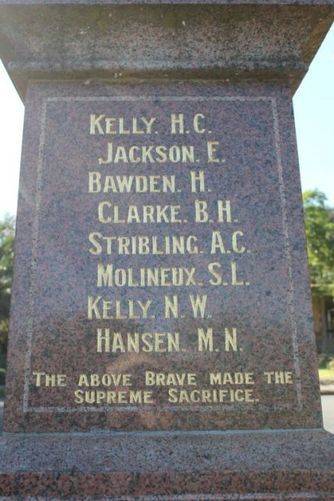 KELLY. H.C.
JACKSON. E.
BAWDEN. H.
CLARKE. B.H.
STRIBLING. A.C.
MOLINEUX. S.L.
KELLY. N.W.
HANSEN. M.N.
THE ABOVE BRAVE MADE THE
SUPREME SACRIFICE.